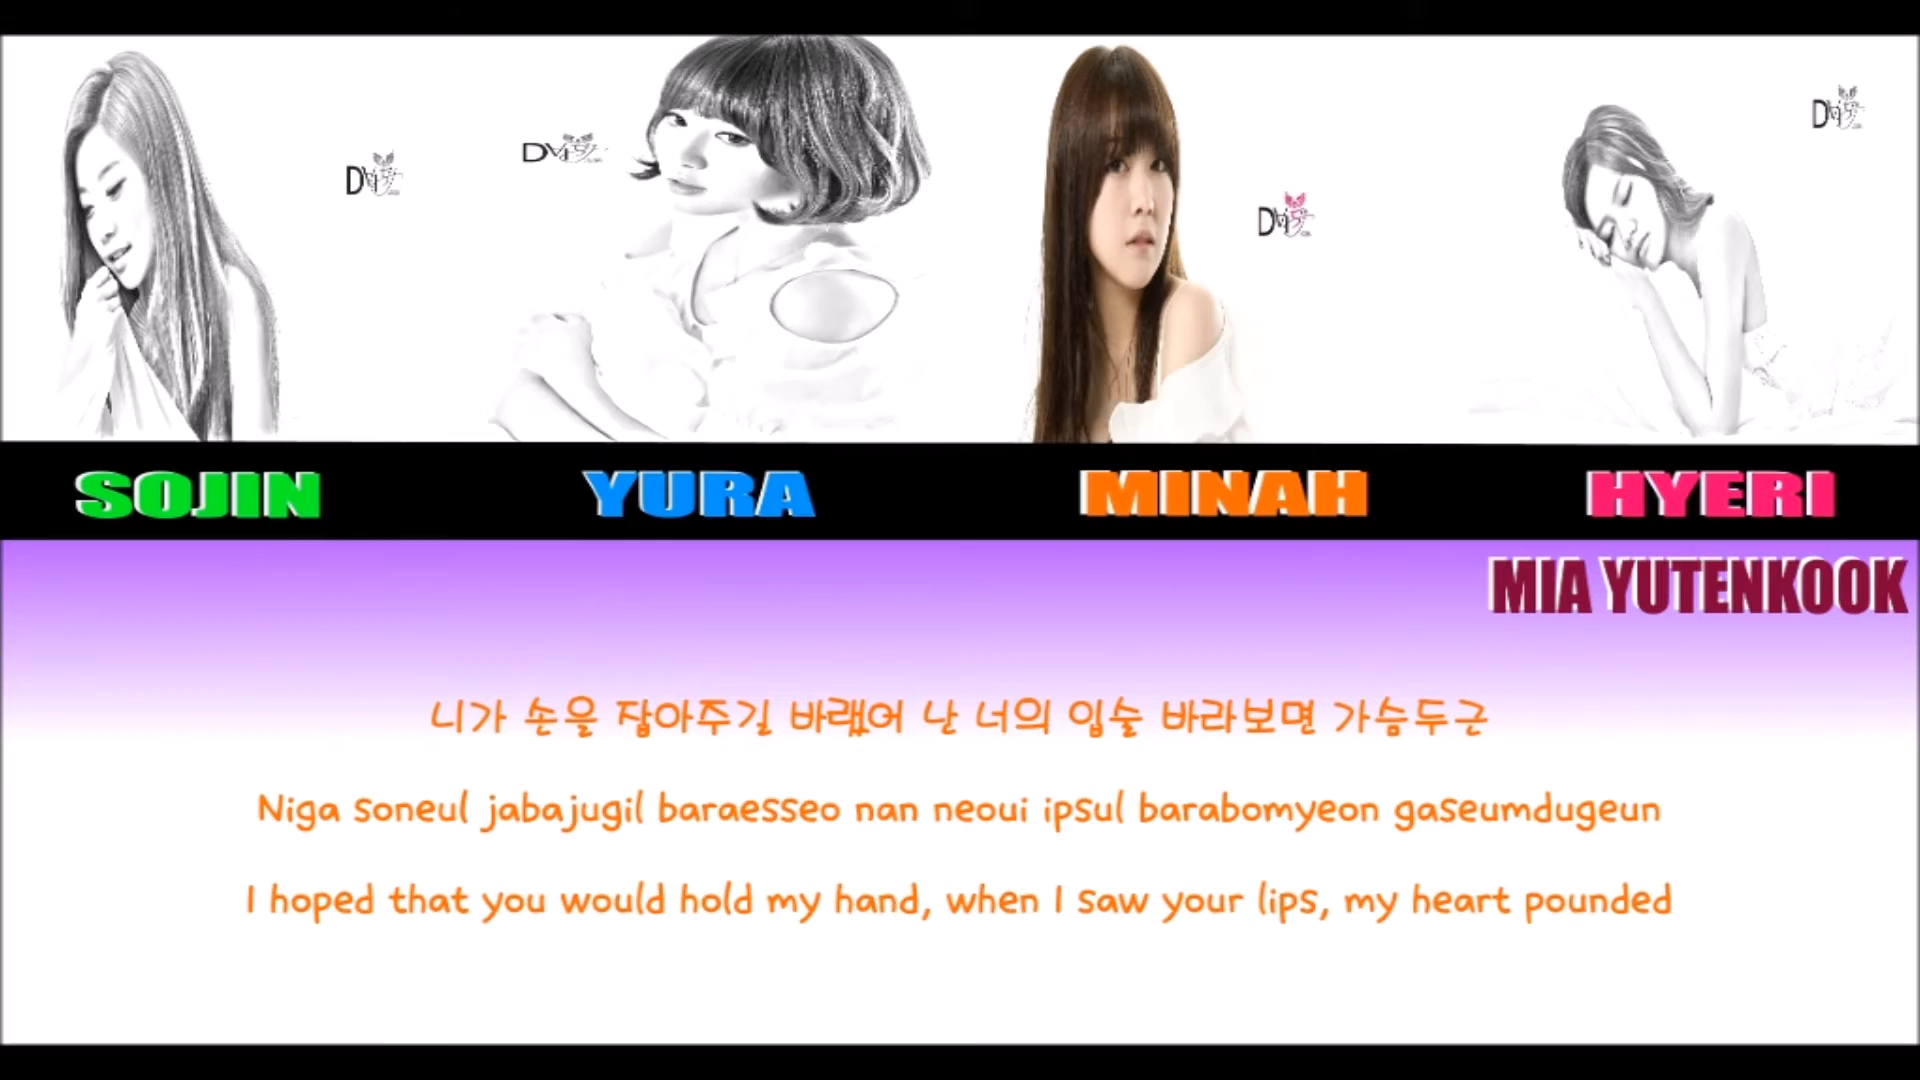 SOJIN YURA MINAH HYERI
MIA YUTENKOOK
니가 손을 잡아주길 바랬어 난 너의 입술 바라보면 가슴두근
Niga soneul jabajugil baraesseo nan neoui ipsul barabomyeon gaseumdugeun
I hoped that you would hold my hand, when I saw your lips, my heart pounded